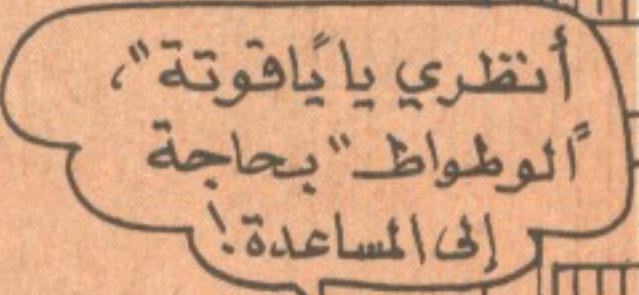 أنظري يا "ياقوتة"،
"الوطواط" بحاجة
إلى المساعدة!